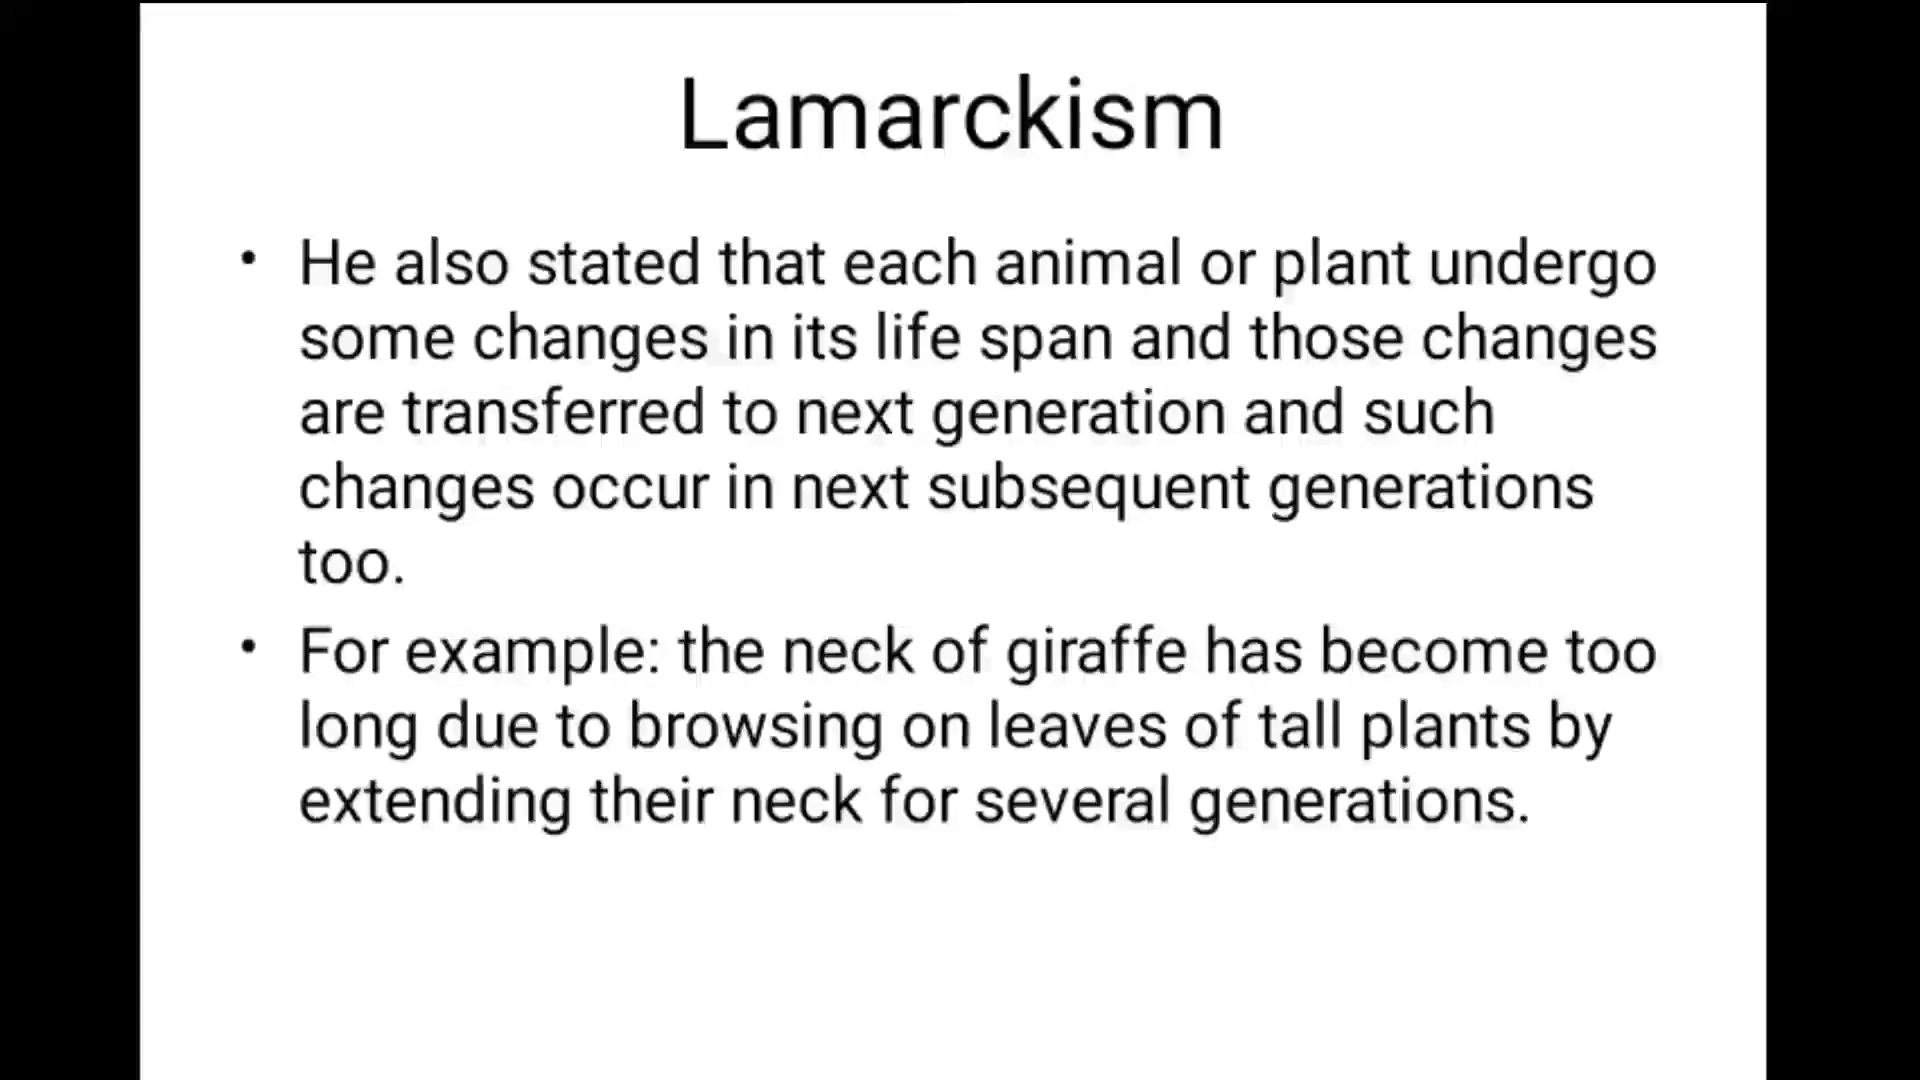 Lamarckism
• He also stated that each animal or plant undergo
some changes in its life span and those changes
are transferred to next generation and such
changes occur in next subsequent generations
too.
• For example: the neck of giraffe has become too
long due to browsing on leaves of tall plants by
extending their neck for several generations.